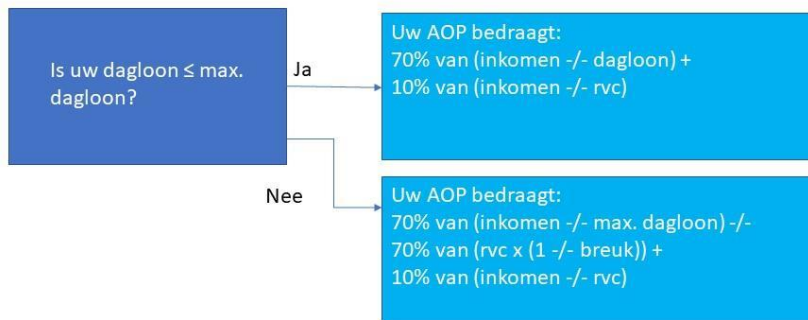 Is uw dagloon ≤ max.
dagloon?
Ja
Uw AOP bedraagt:
70% van (inkomen -/- dagloon) +
10% van (inkomen -/- rvc)
Nee
Uw AOP bedraagt:
70% van (inkomen -/- max. dagloon) -/-
70% van (rvc x (1 -/- breuk)) +
10% van (inkomen -/- rvc)